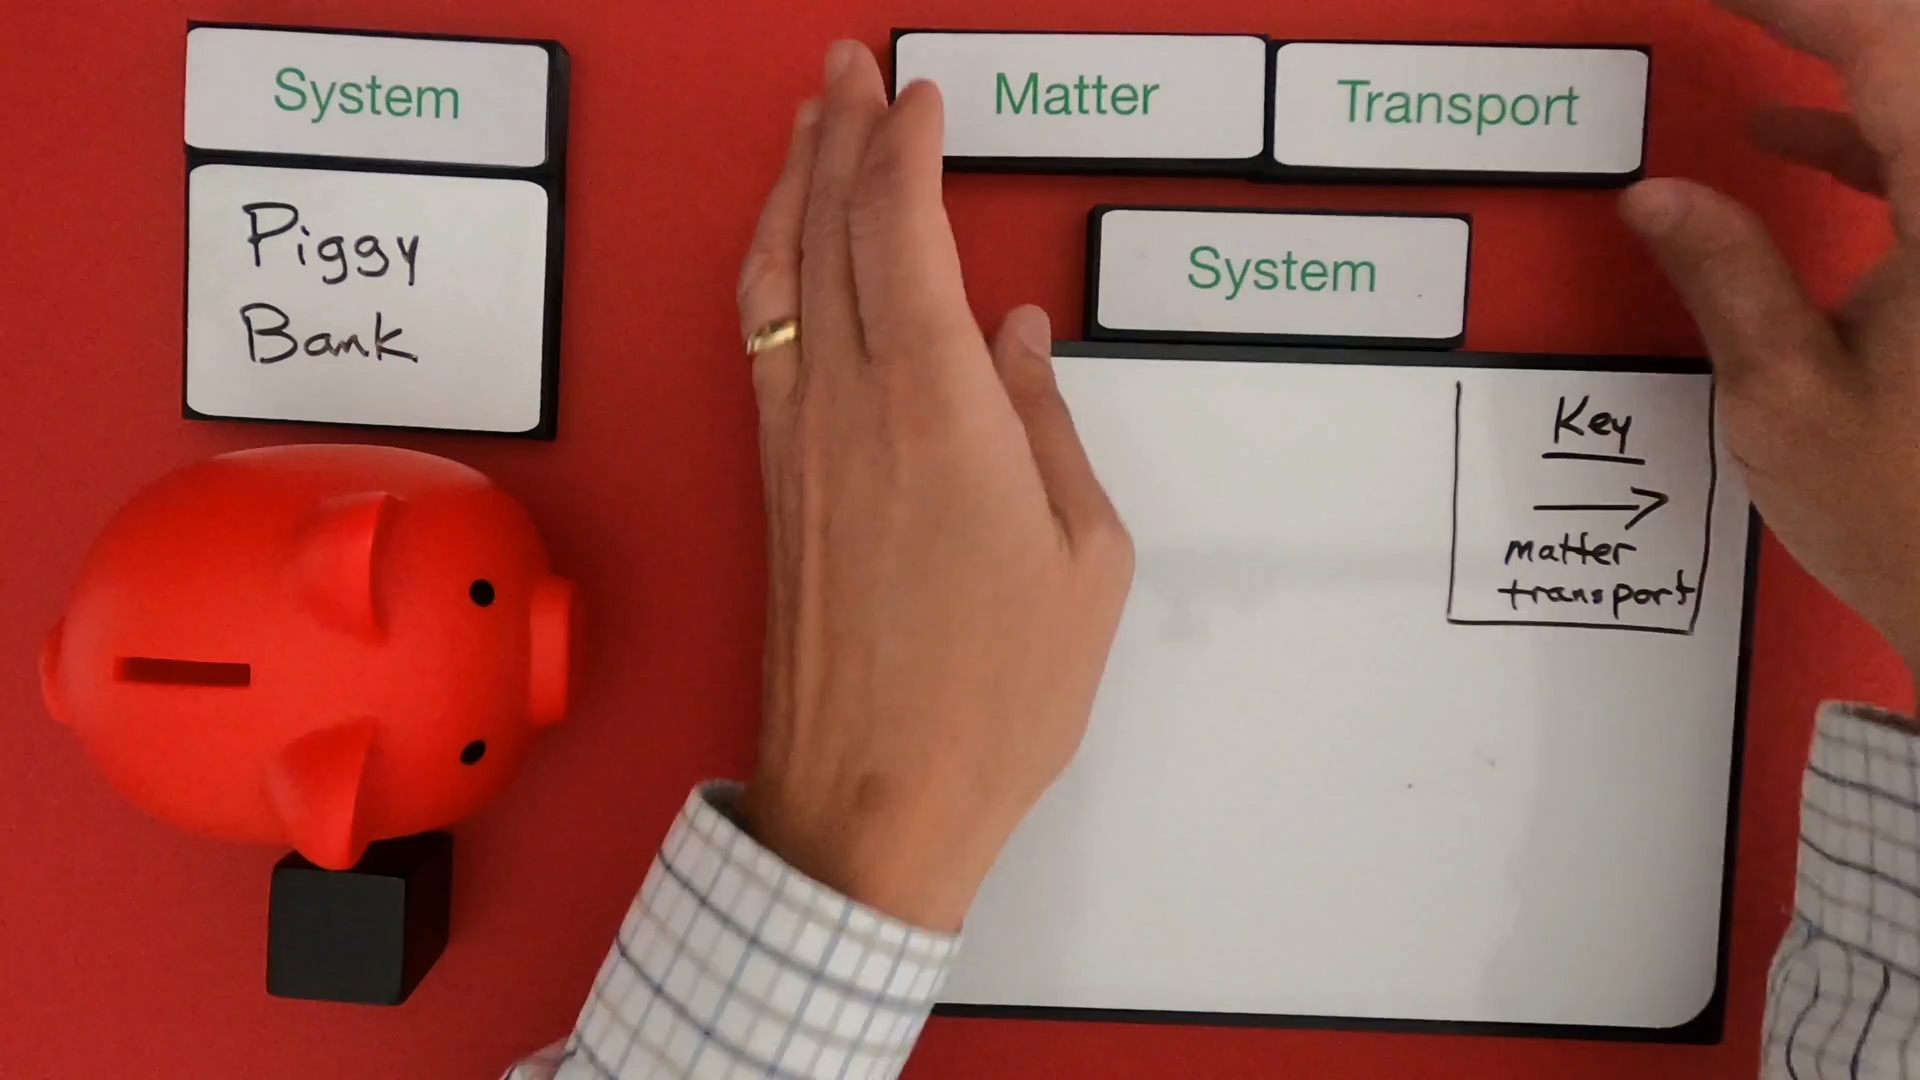 System
Piggy
Bank
Matter
Transport
System
Key
matter
transport